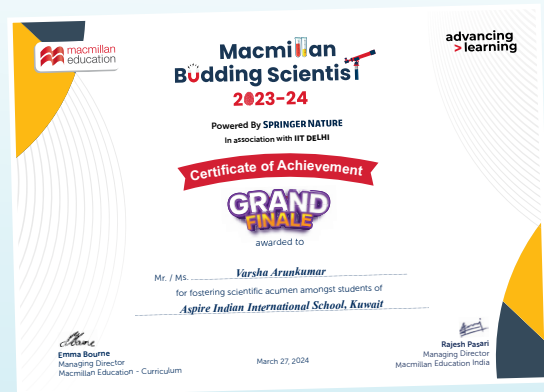 macmillan
education
advancing
>learning
Macmillan
Budding Scientist
2023-24
Powered By SPRINGER NATURE
In association with IIT DELHI
Certificate of Achievement
GRAND
FINALE
awarded to
Mr. / Ms. Varsha Arunkumar
for fostering scientific acumen amongst students of
Aspire Indian International School, Kuwait
Emma Bourne
Managing Director
Macmillan Education - Curriculum
March 27, 2024
Rajesh Pasari
Managing Director
Macmillan Education India